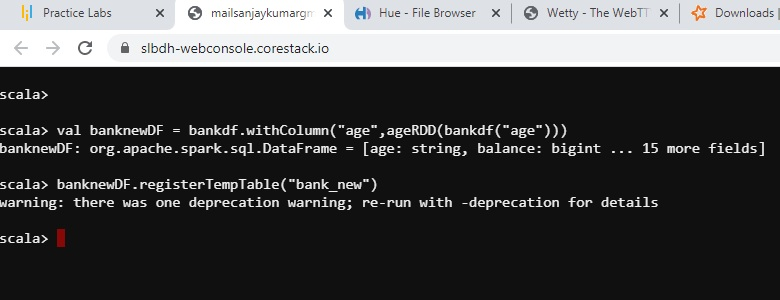 Practice Labs
mailsanjaykumargm
Hue - File Browser
Wetty - The WebTT
Downloads |
slbdh-webconsole.corestack.io
scala>
scala> val banknewDF = bankdf.withColumn("age",ageRDD(bankdf("age")))
banknewDF: org.apache.spark.sql.DataFrame = [age: string, balance: bigint ... 15 more fields]
scala> banknewDF.registerTempTable("bank_new")
warning: there was one deprecation warning; re-run with -deprecation for details
scala>